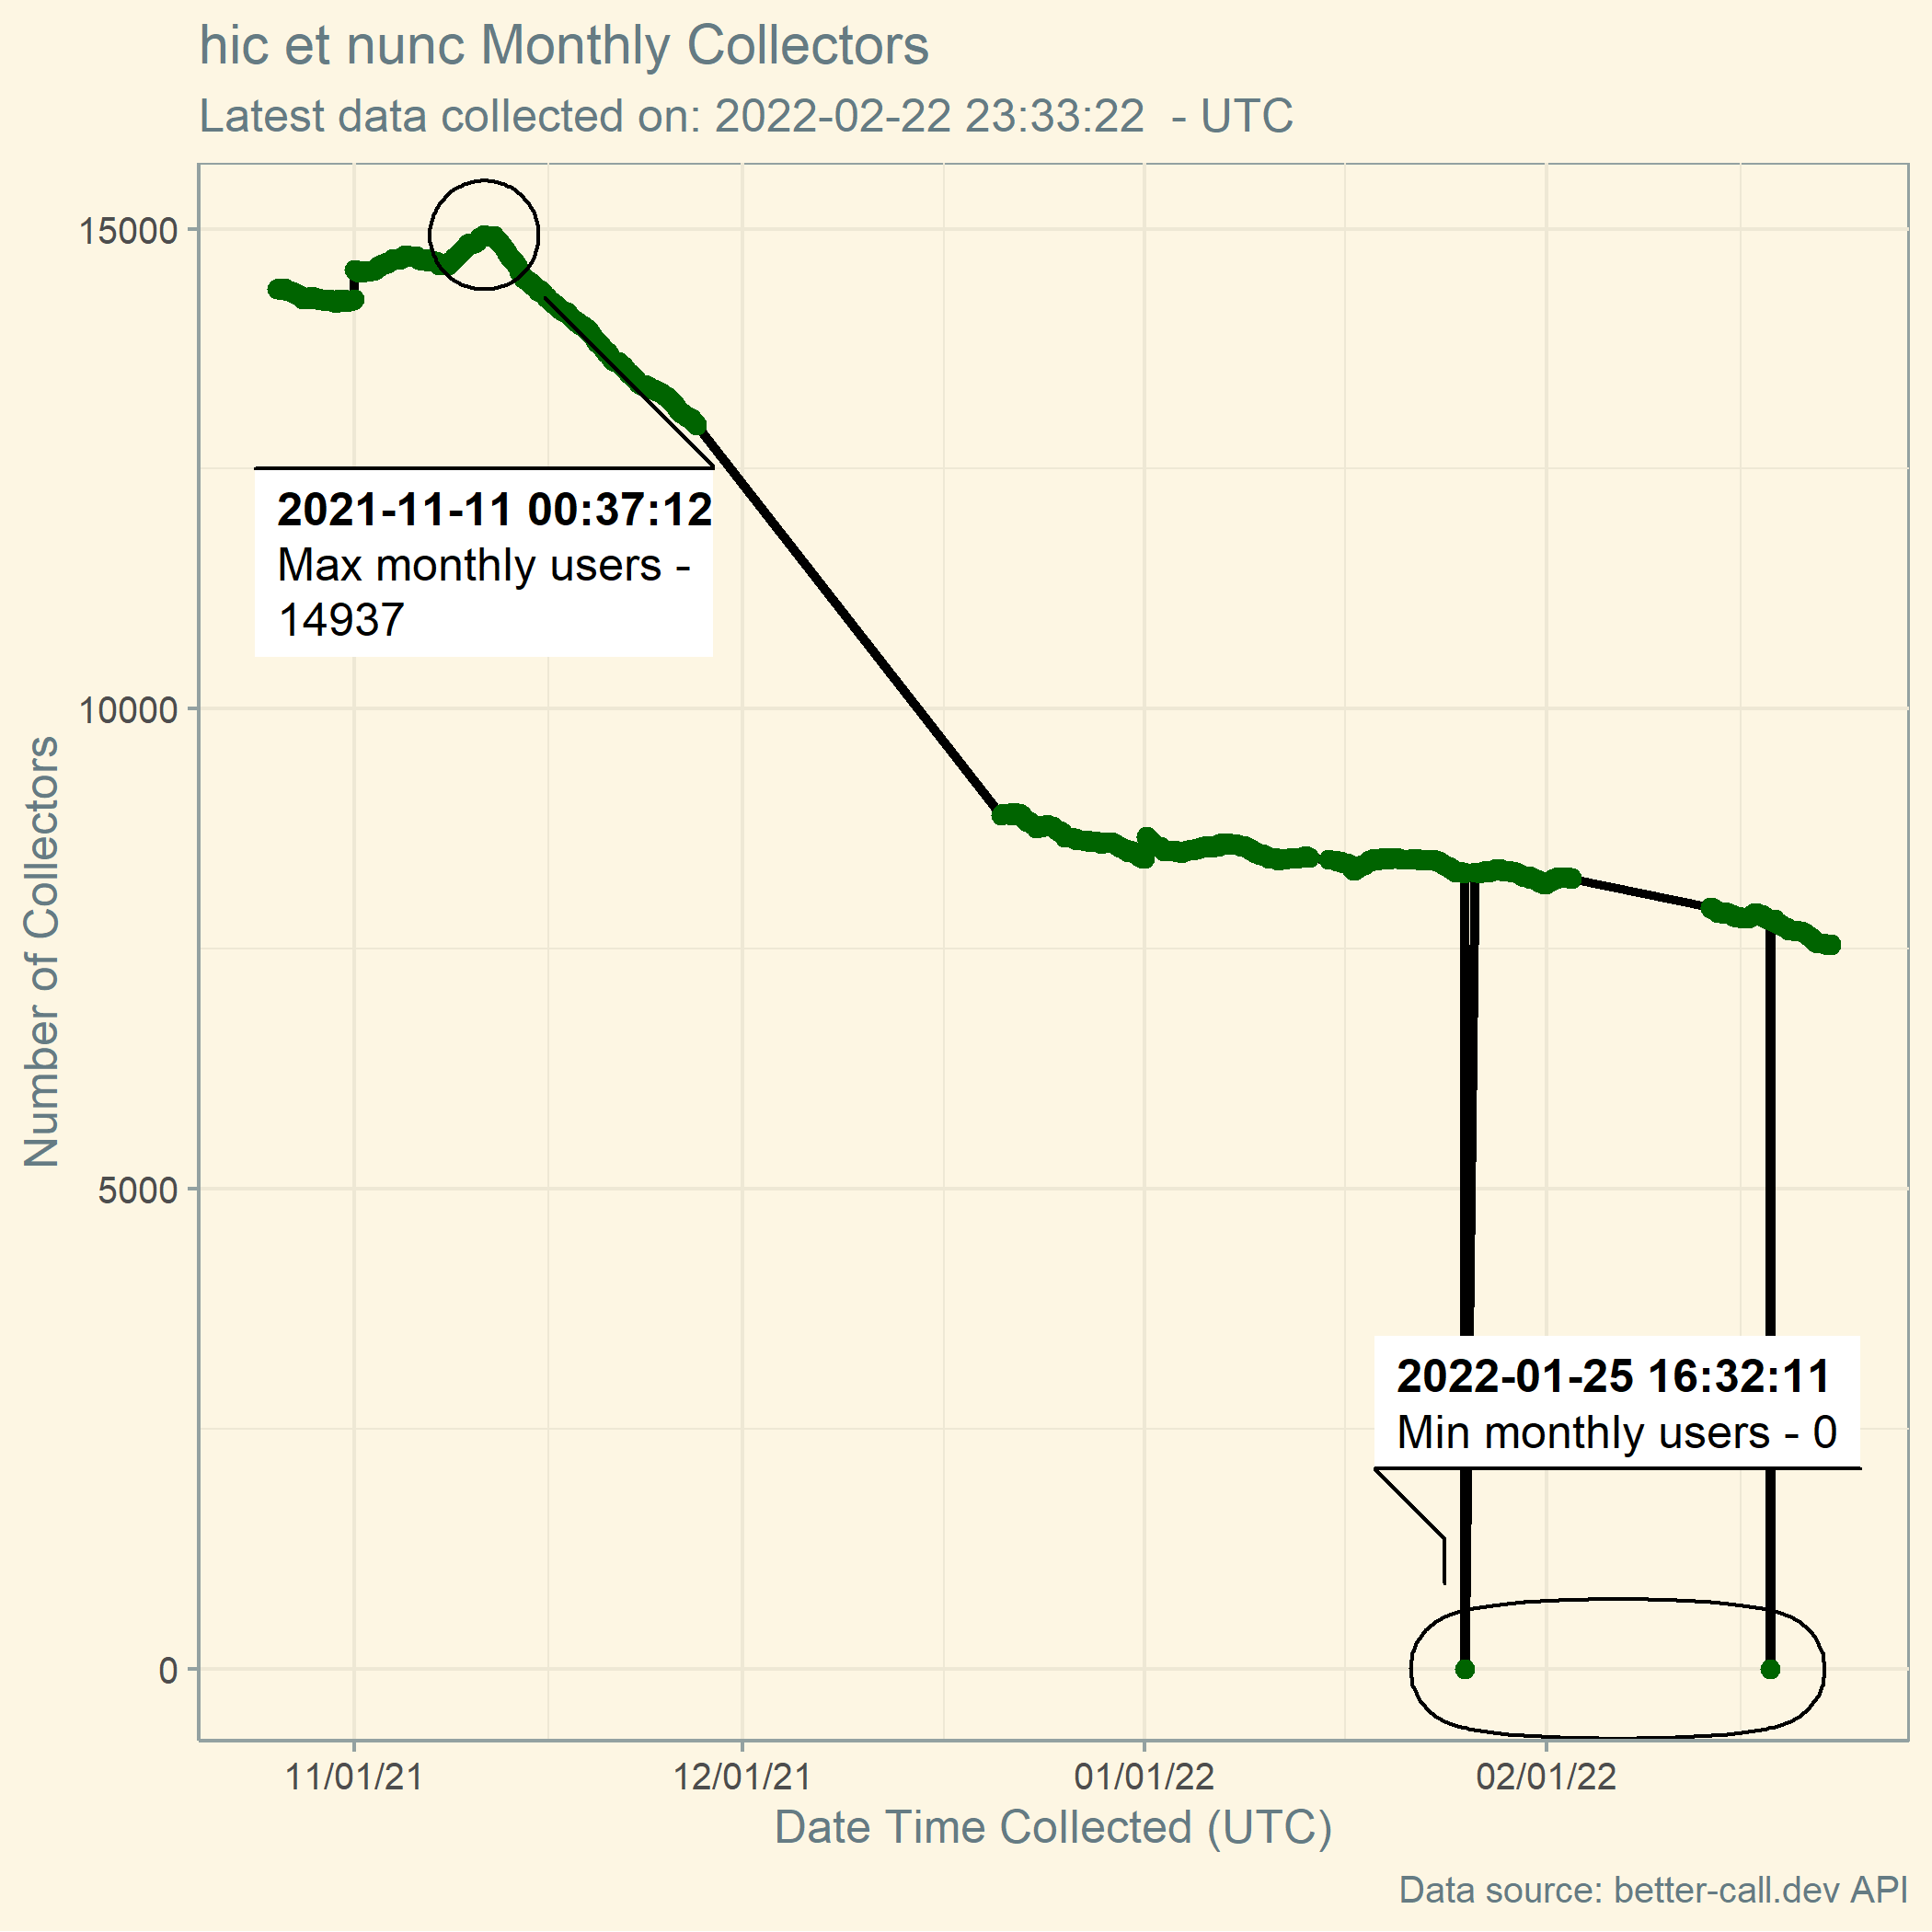 hic et nunc Monthly Collectors
Latest data collected on: 2022-02-22 23:33:22  - UTC
Number of Collectors
15000
10000
5000
0
2021-11-11 00:37:12
Max monthly users -
14937
2022-01-25 16:32:11
Min monthly users - 0
11/01/21 12/01/21 01/01/22 02/01/22
Date Time Collected (UTC)
Data source: better-call.dev API